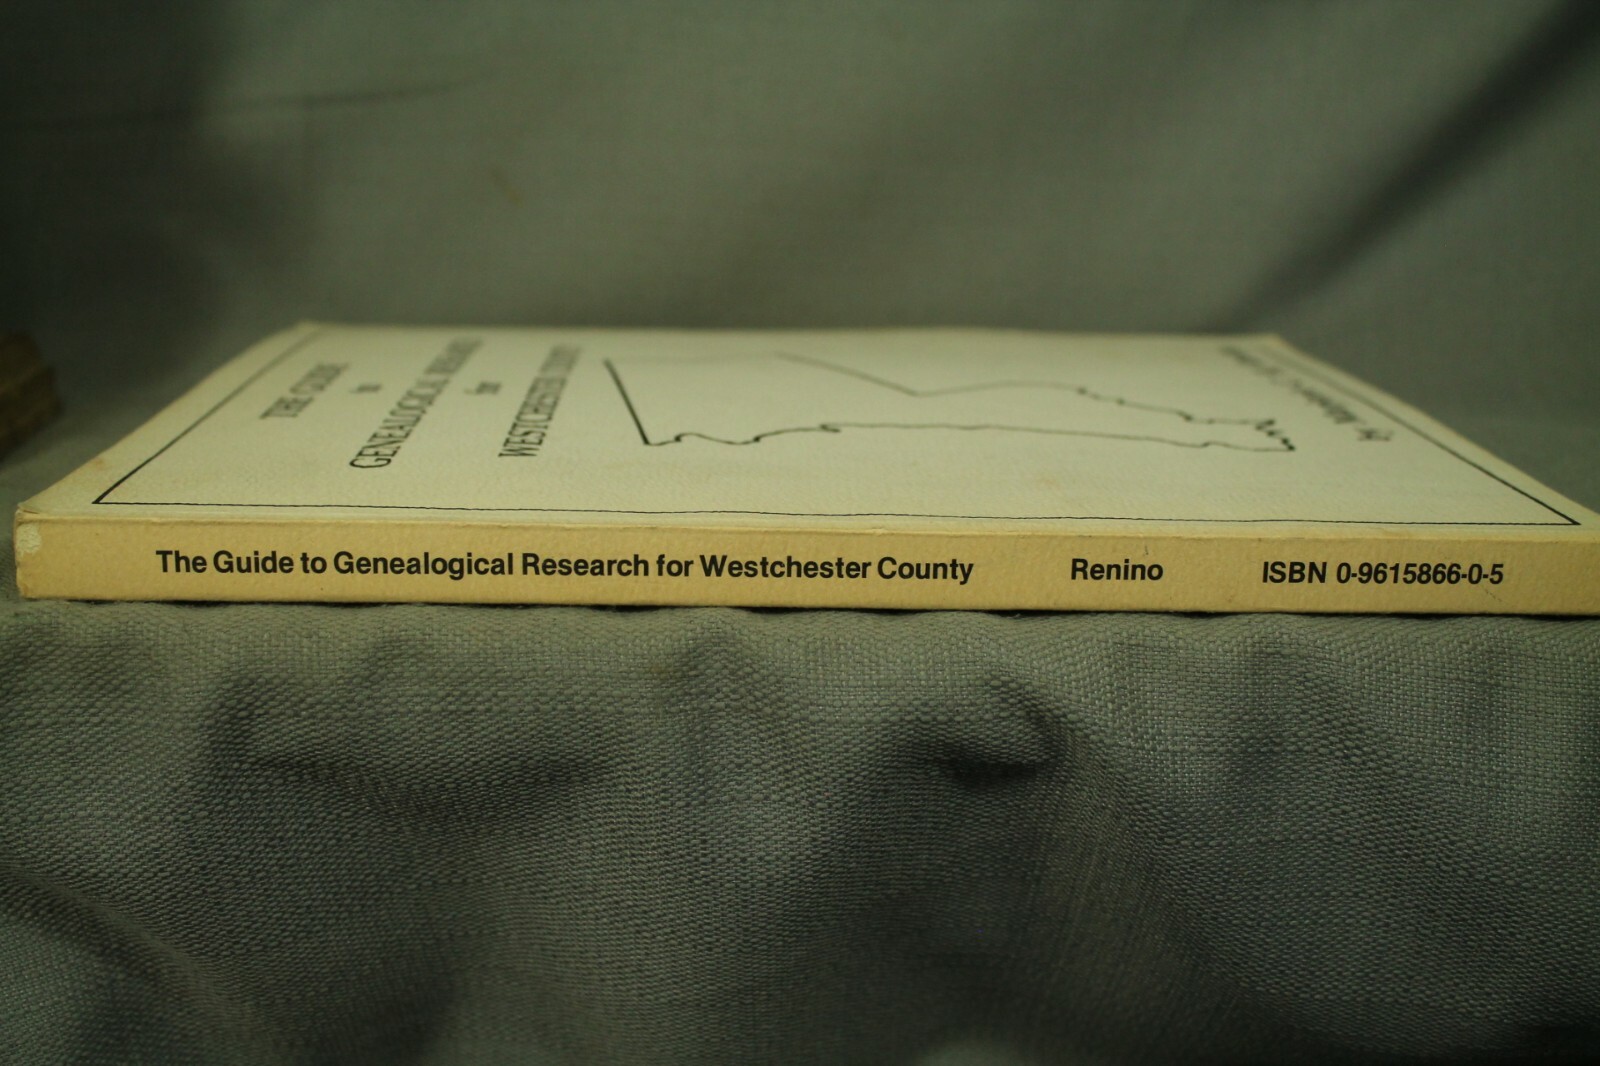 THE GUIDE
to
GENEALOGICAL RESEARCH
for
WESTCHESTER COUNTY
by
The Guide to Genealogical Research for Westchester County Renino ISBN 0-9615866-0-5